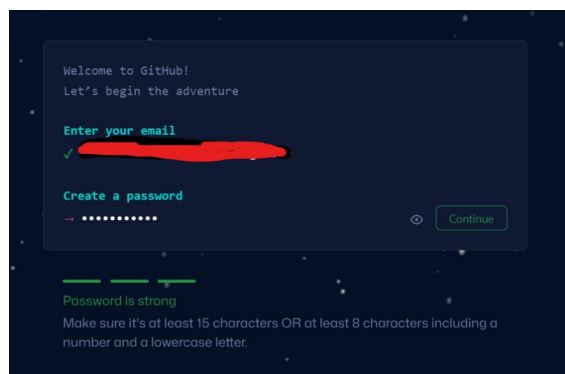 Welcome to GitHub!
Let’s begin the adventure
Enter your email
✓
Create a password
→ •••••••••••
Continue
Password is strong
Make sure it's at least 15 characters OR at least 8 characters including a
number and a lowercase letter.